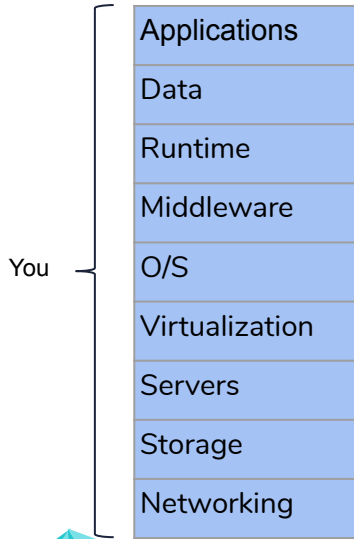 Applications
Data
Runtime
Middleware
You
O/S
Virtualization
Servers
Storage
Networking